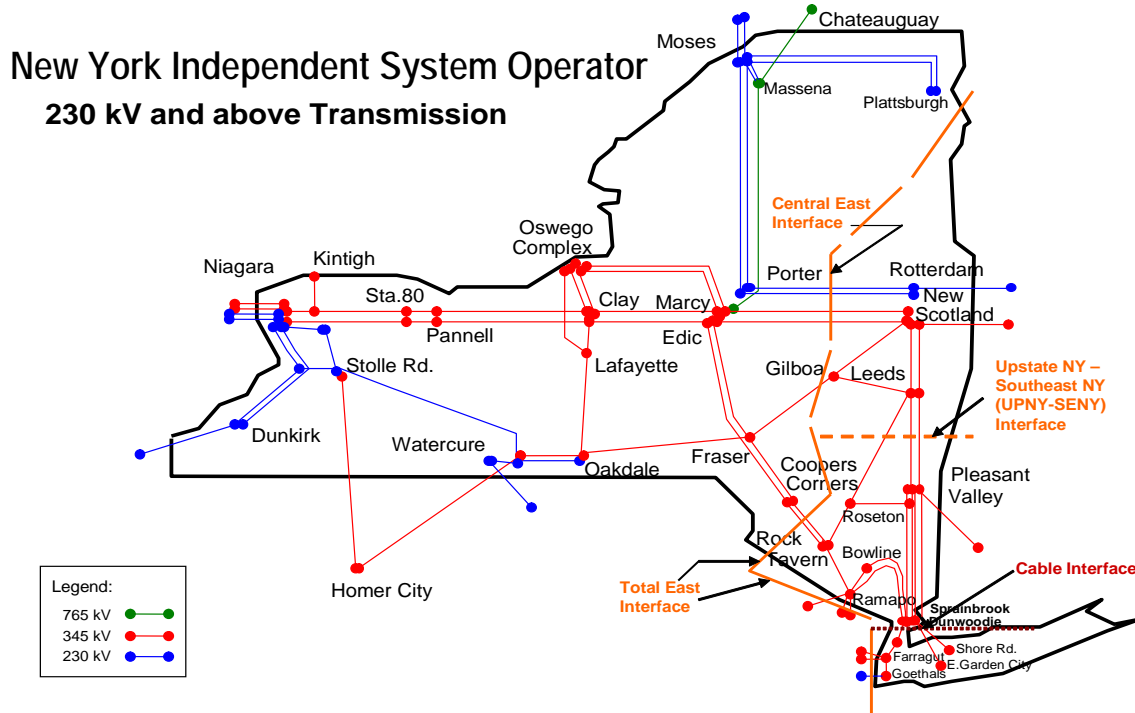 New York Independent System Operator
230 kV and above Transmission
Chateauguay
Moses
Massena
Plattsburgh
Central East
Interface
Oswego
Complex
Niagara
Kintigh
Sta.80
Pannell
Clay
Marcy
Edic
Porter
Rotterdam
New
Scotland
Stolle Rd.
Lafayette
Gilboa
Leeds
Upstate NY –
Southeast NY
(UPNY-SENY)
Interface
Dunkirk
Watercure
Oakdale
Fraser
Coopers
Corners
Pleasant
Valley
Roseton
Rock
Tavern
Bowline
Homer City
Total East
Interface
Ramapo
Cable Interface
Sprainbrook
Dunwoodie
Shore Rd.
Farragut
E.Garden City
Goethals
Legend:
765 kV
345 kV
230 kV